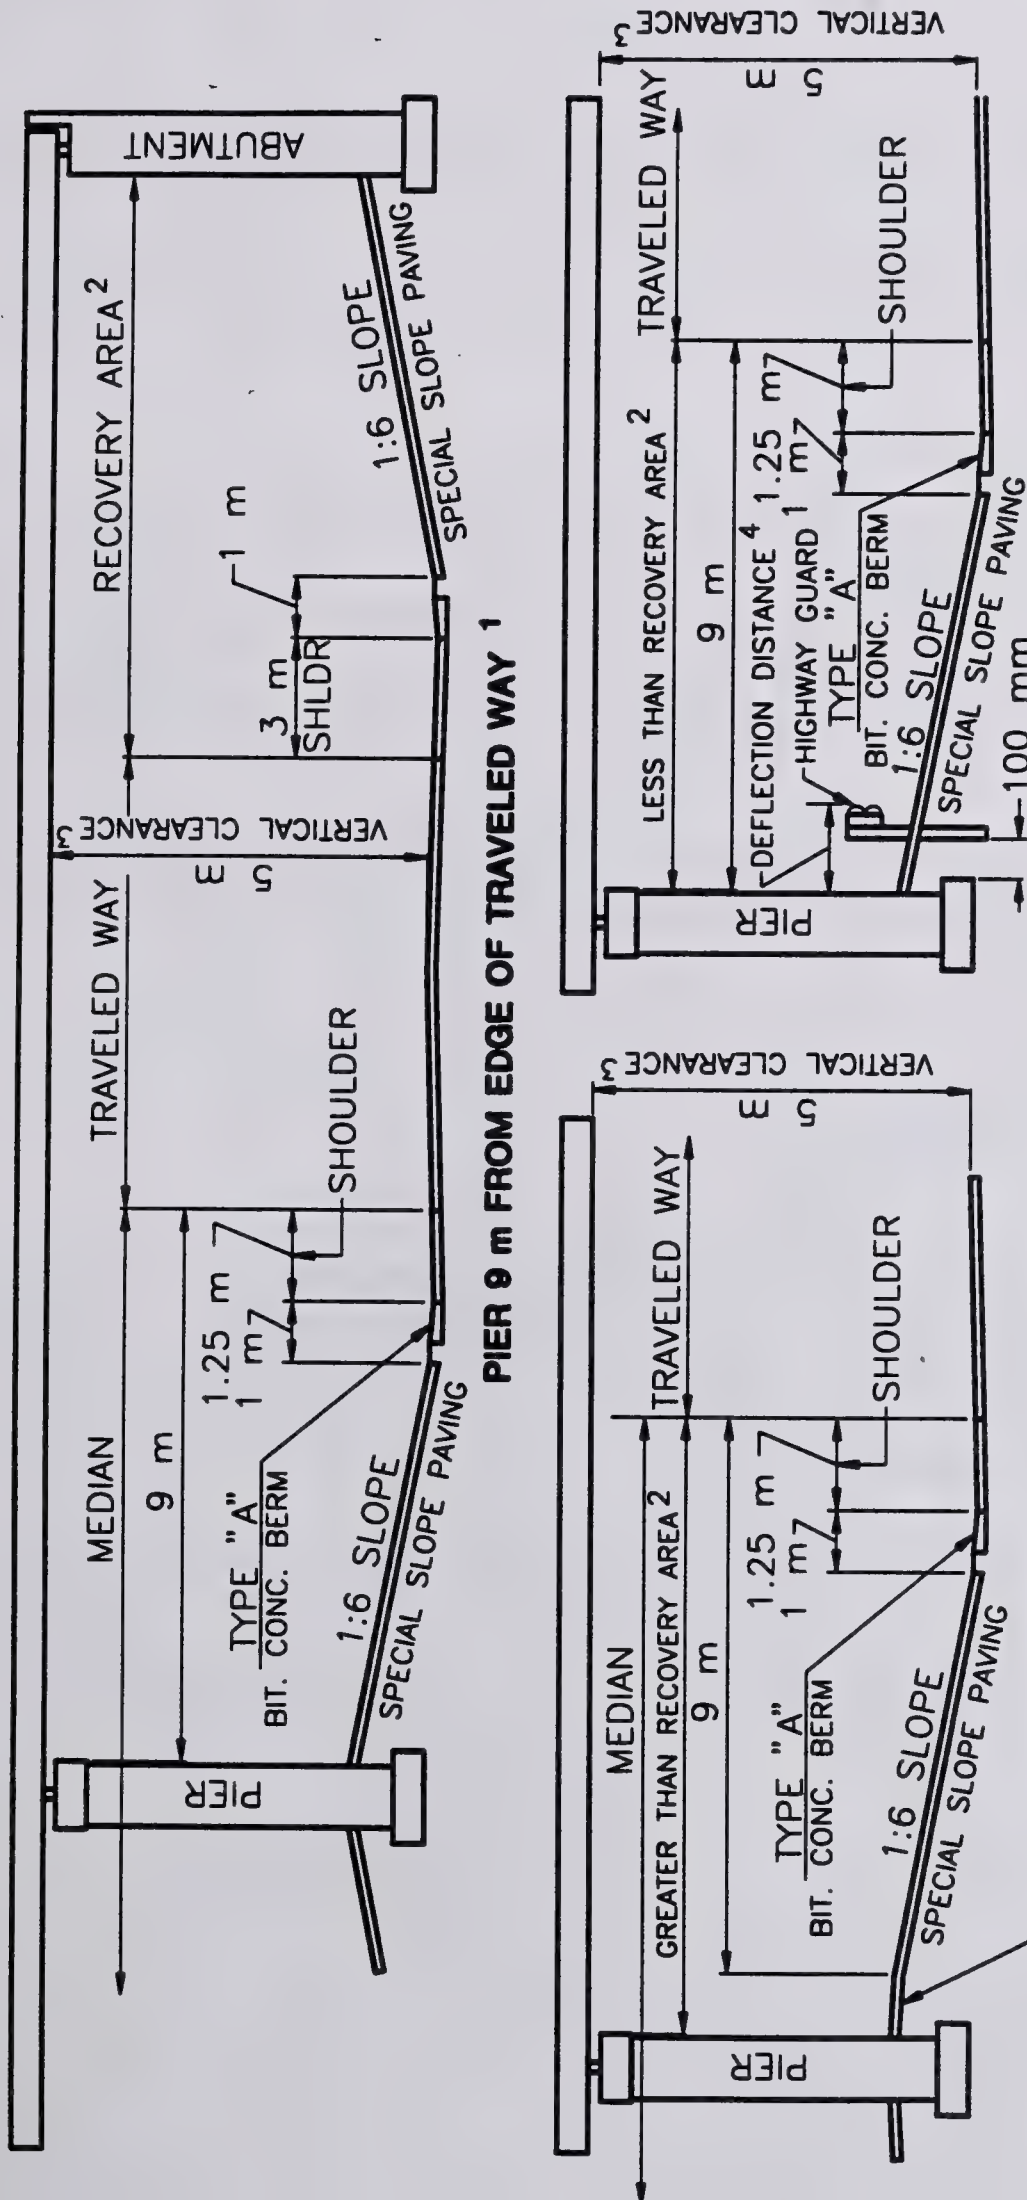 ABUTMENT
RECOVERY AREA 2
1 m
3 m
SHLDR
1:6 SLOPE
SPECIAL SLOPE PAVING
VERTICAL CLEARANCE 3
5 m
TRAVELED WAY
MEDIAN
9 m
1.25 m
1 m
SHOULDER
TYPE "A"
BIT. CONC. BERM
1:6 SLOPE
SPECIAL SLOPE PAVING
PIER
PIER 9 m FROM EDGE OF TRAVELED WAY 1
VERTICAL CLEARANCE 3
5 m
TRAVELED WAY
LESS THAN RECOVERY AREA 2
9 m
DEFLECTION DISTANCE 4
1.25 m
HIGHWAY GUARD 1 m
SHOULDER
TYPE "A"
BIT. CONC. BERM
1:6 SLOPE
SPECIAL SLOPE PAVING
100 mm
PIER
VERTICAL CLEARANCE 3
5 m
TRAVELED WAY
MEDIAN
GREATER THAN RECOVERY AREA 2
9 m
1.25 m
1 m
SHOULDER
TYPE "A"
BIT. CONC. BERM
1:6 SLOPE
SPECIAL SLOPE PAVING
PIER